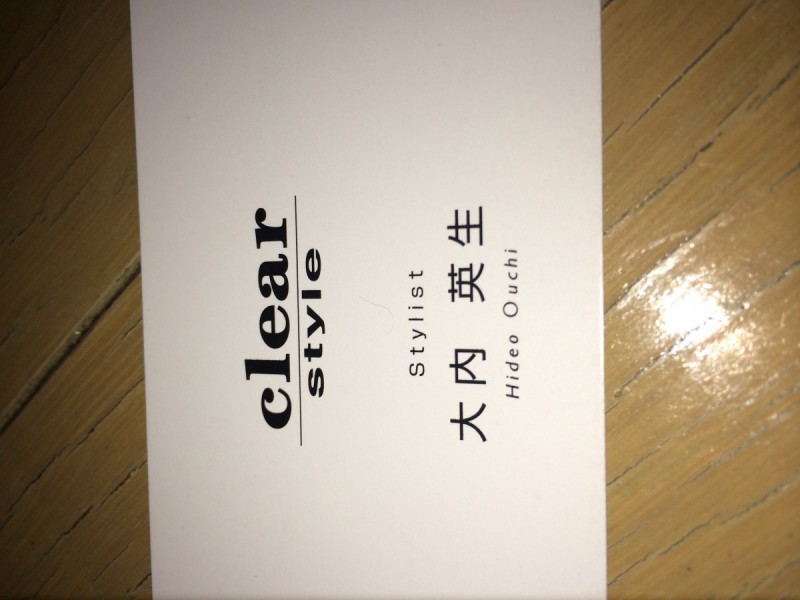 clear
style
Stylist
大内 英生
Hideo Ouchi